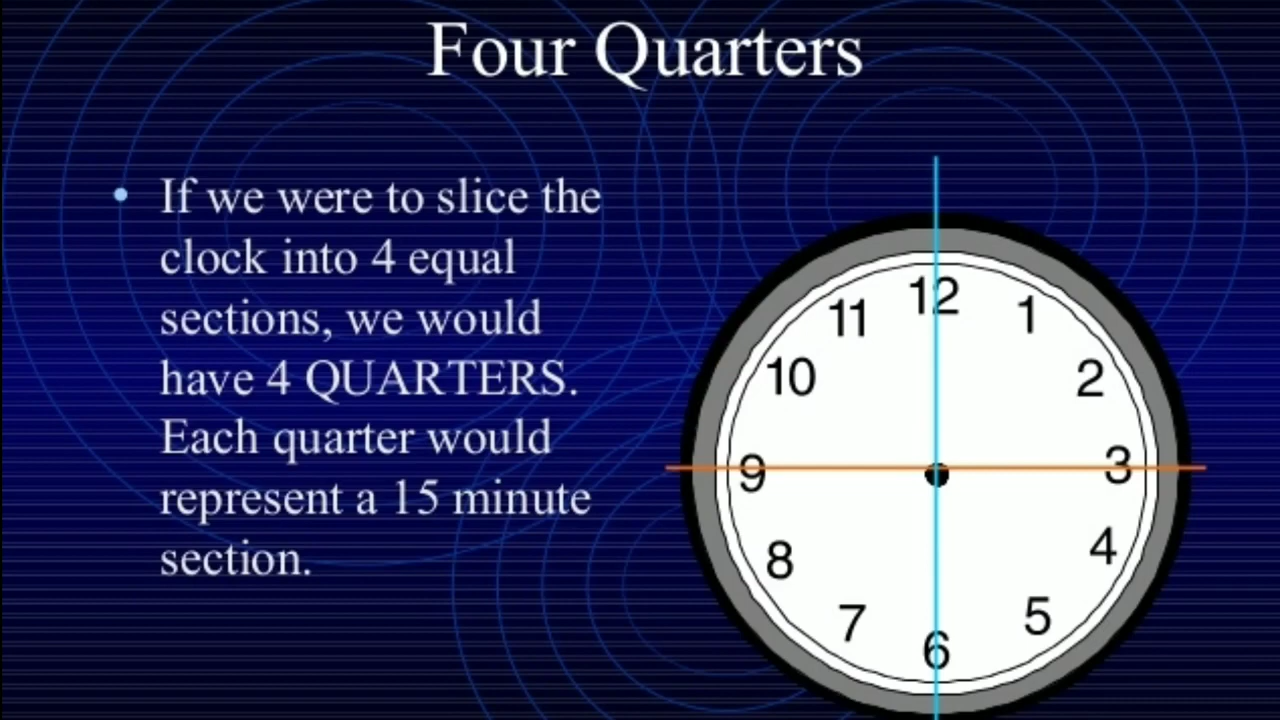 Four Quarters
• If we were to slice the
clock into 4 equal
sections, we would
have 4 QUARTERS.
Each quarter would
represent a 15 minute
section.
12
11
1
10
2
9
3
8
4
7
5
6